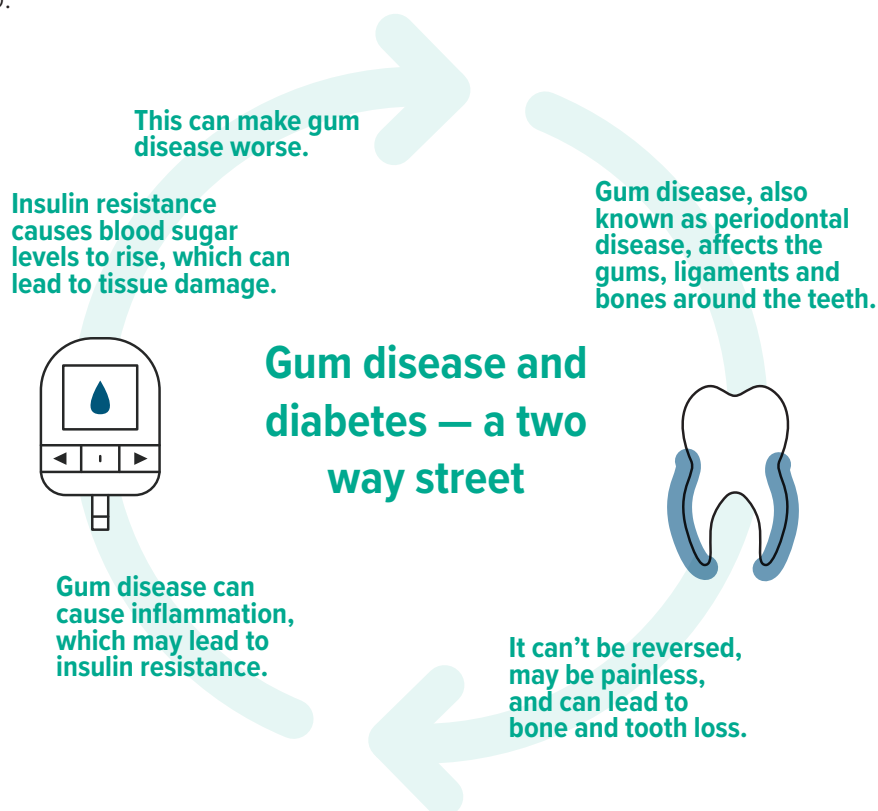 This can make gum
disease worse.
Insulin resistance
causes blood sugar
levels to rise, which can
lead to tissue damage.
Gum disease, also
known as periodontal
disease, affects the
gums, ligaments and
bones around the teeth.
Gum disease and
diabetes — a two
way street
Gum disease can
cause inflammation,
which may lead to
insulin resistance.
It can’t be reversed,
may be painless,
and can lead to
bone and tooth loss.